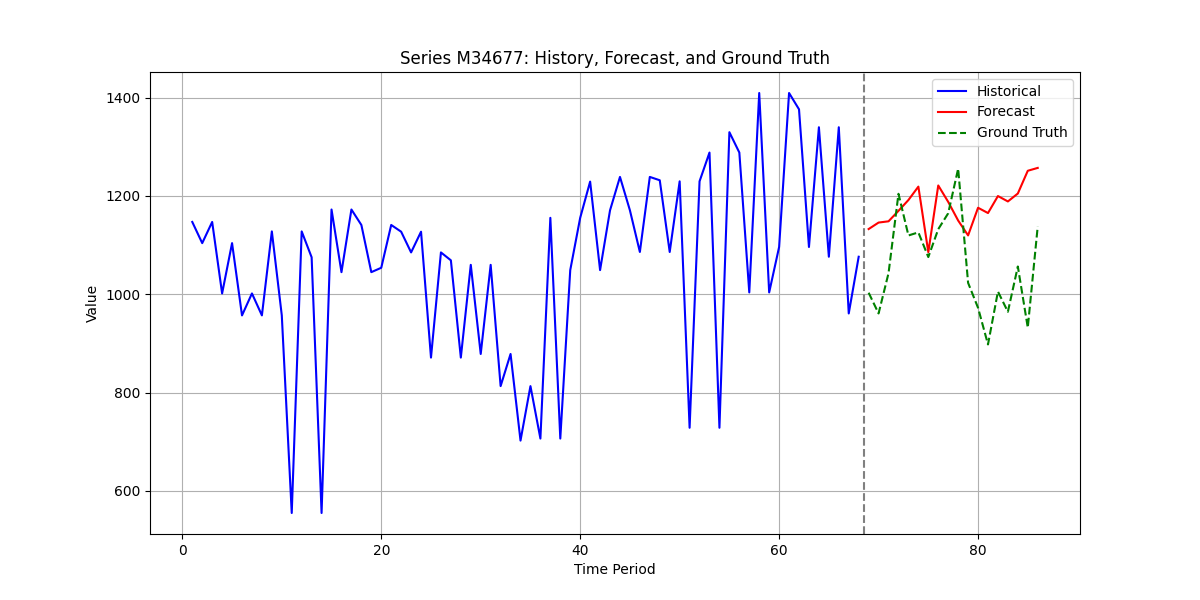 Series M34677: History, Forecast, and Ground Truth
Historical
Forecast
Ground Truth
1400
1200
1000
800
600
Value
0 20 40 60 80
Time Period